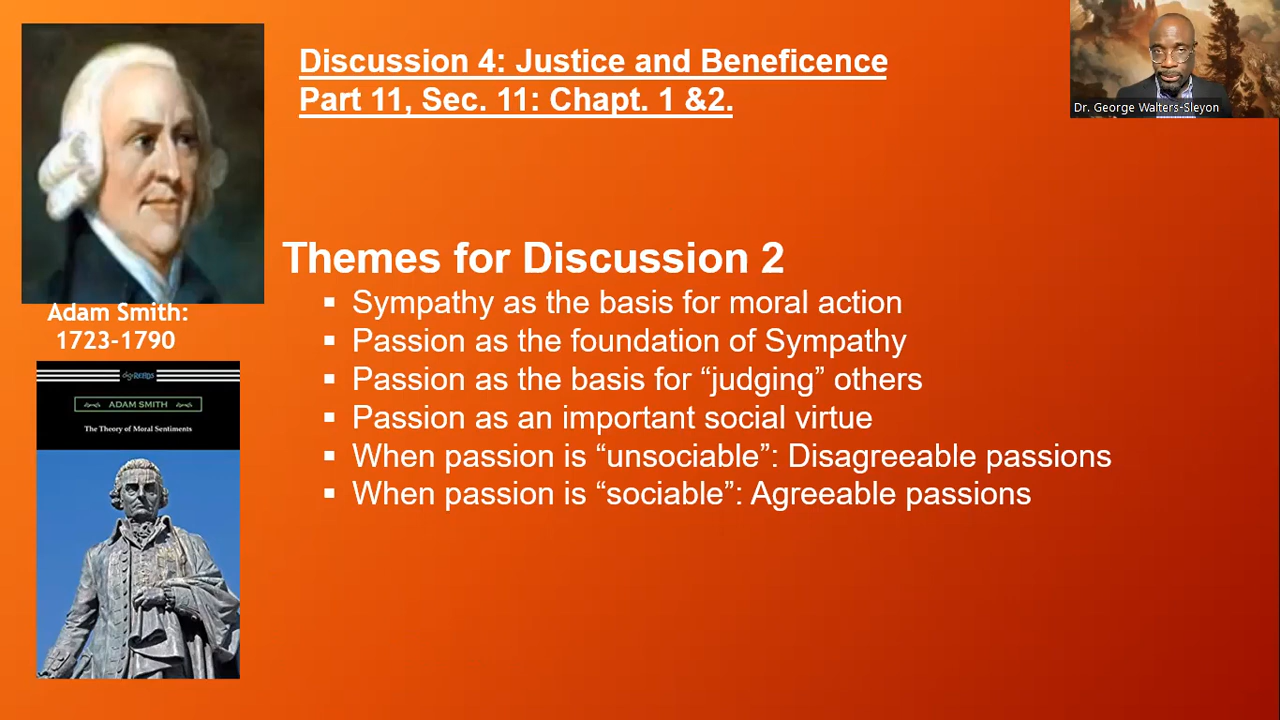 Discussion 4: Justice and Beneficence
Part 11, Sec. 11: Chapt. 1 &2.
Dr. George Walters-Sleyon
Themes for Discussion 2
▪ Sympathy as the basis for moral action
▪ Passion as the foundation of Sympathy
▪ Passion as the basis for “judging” others
▪ Passion as an important social virtue
▪ When passion is “unsociable”: Disagreeable passions
▪ When passion is “sociable”: Agreeable passions
Adam Smith:
1723-1790
ADAM SMITH
The Theory of Moral Sentiments